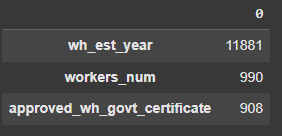 0
wh_est_year 11881
workers_num 990
approved_wh_govt_certificate 908